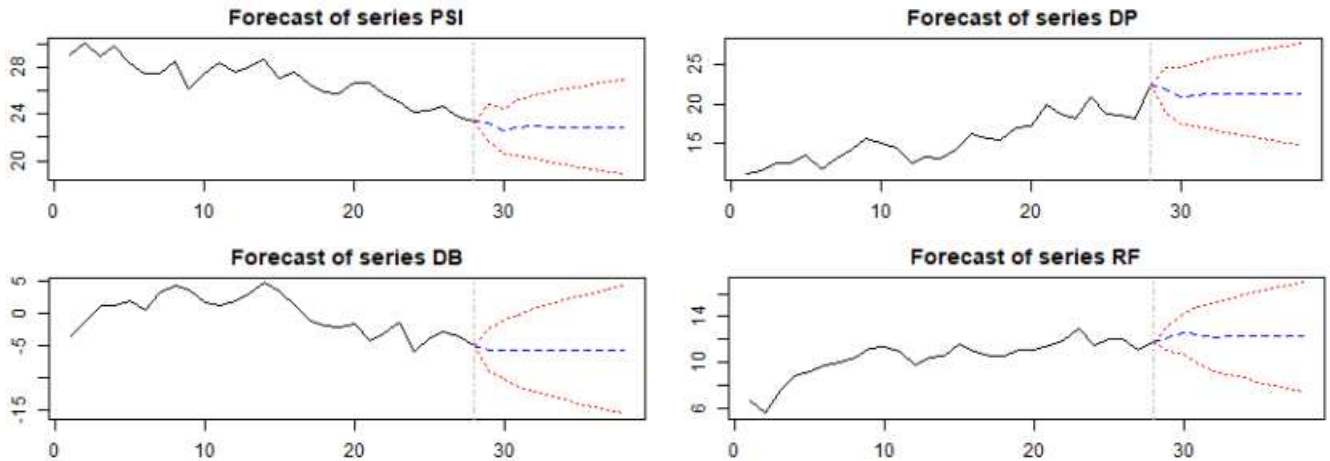 Forecast of series PSI
28
24
20
0 10 20 30
Forecast of series DP
25
20
15
0 10 20 30
Forecast of series DB
5
0
-5
-15
0 10 20 30
Forecast of series RF
14
10
6
0 10 20 30